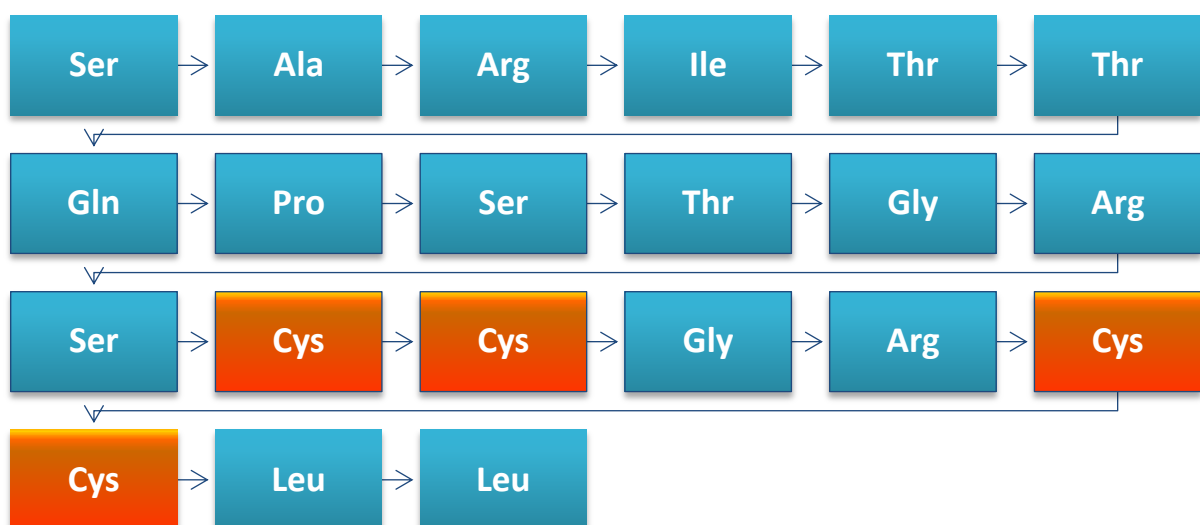 Ser Ala Arg Ile Thr Thr
Gln Pro Ser Thr Gly Arg
Ser Cys Cys Gly Arg Cys
Cys Leu Leu